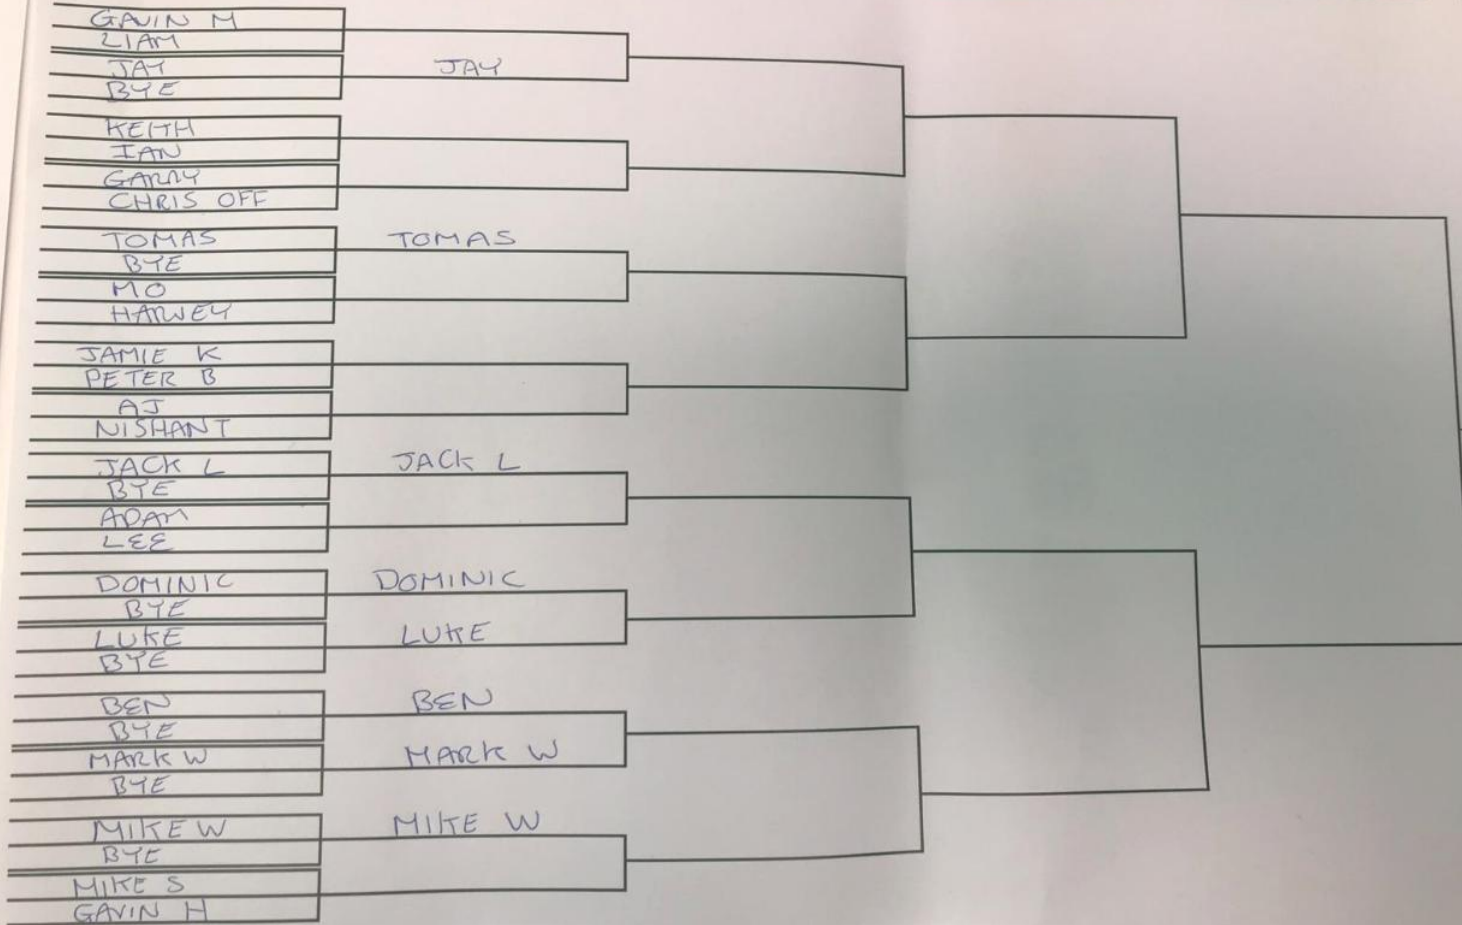 GAVIN M
LIAM
JAY
JAY
BYE
KEITH
IAN
GARRY
CHRIS OFF
TOMAS
TOMAS
BYE
MO
HARVEY
JAMIE K
PETER B
AJ
NISHANT
JACK L
JACK L
BYE
ADAM
LEE
DOMINIC
DOMINIC
BYE
LUKE
LUKE
BYE
BEN
BEN
BYE
MARK W
MARK W
BYE
MIKE W
MIKE W
BYE
MIKE S
GAVIN H